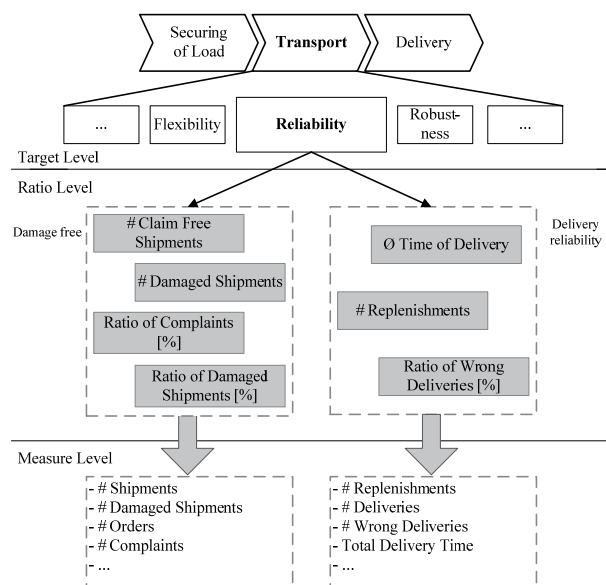 Securing
of Load
Transport
Delivery
...
Flexibility
Reliability
Robust-
ness
...
Target Level
Ratio Level
Damage free
# Claim Free
Shipments
# Damaged Shipments
Ratio of Complaints
[%]
Ratio of Damaged
Shipments [%]
Ø Time of Delivery
# Replenishments
Ratio of Wrong
Deliveries [%]
Delivery
reliability
Measure Level
- # Shipments
- # Damaged Shipments
- # Orders
- # Complaints
- ...
- # Replenishments
- # Deliveries
- # Wrong Deliveries
- Total Delivery Time
- ...